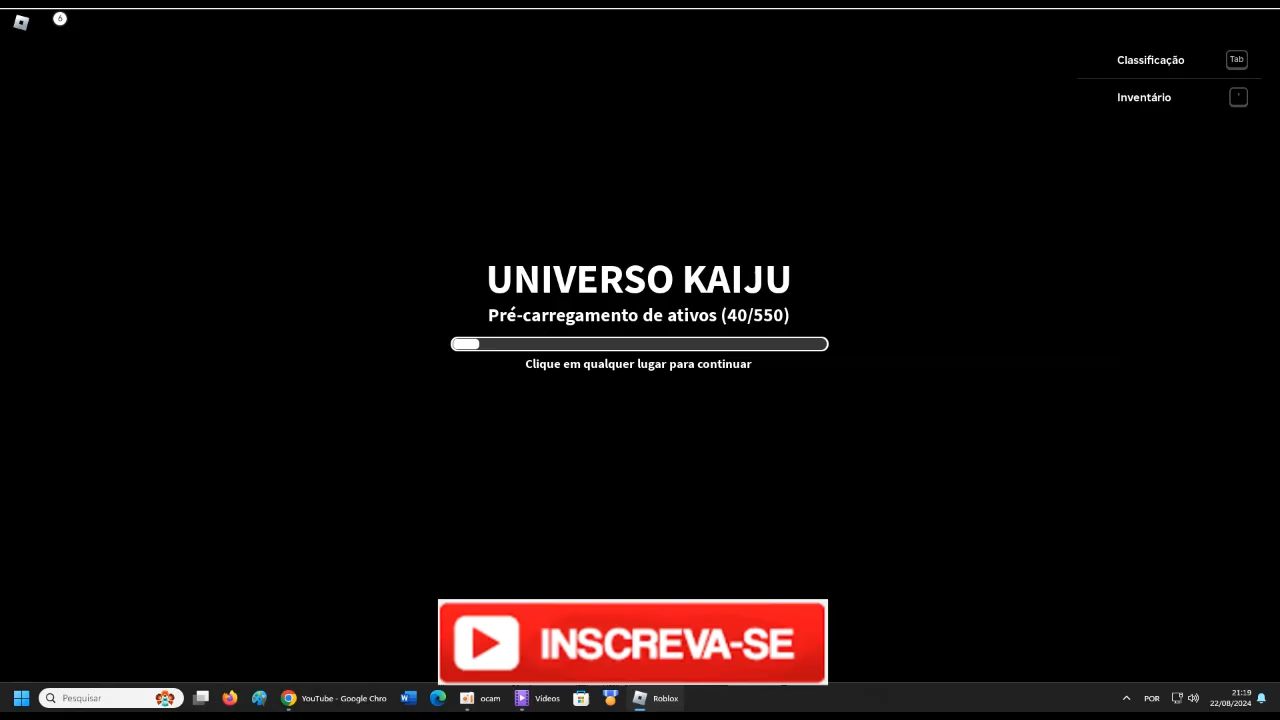 6
Classificação Tab
Inventário '
UNIVERSO KAIJU
Pré-carregamento de ativos (40/550)
Clique em qualquer lugar para continuar
INSCREVA-SE
Pesquisar YouTube - Google Chro ocam Vídeos Roblox POR 21:19
22/08/2024